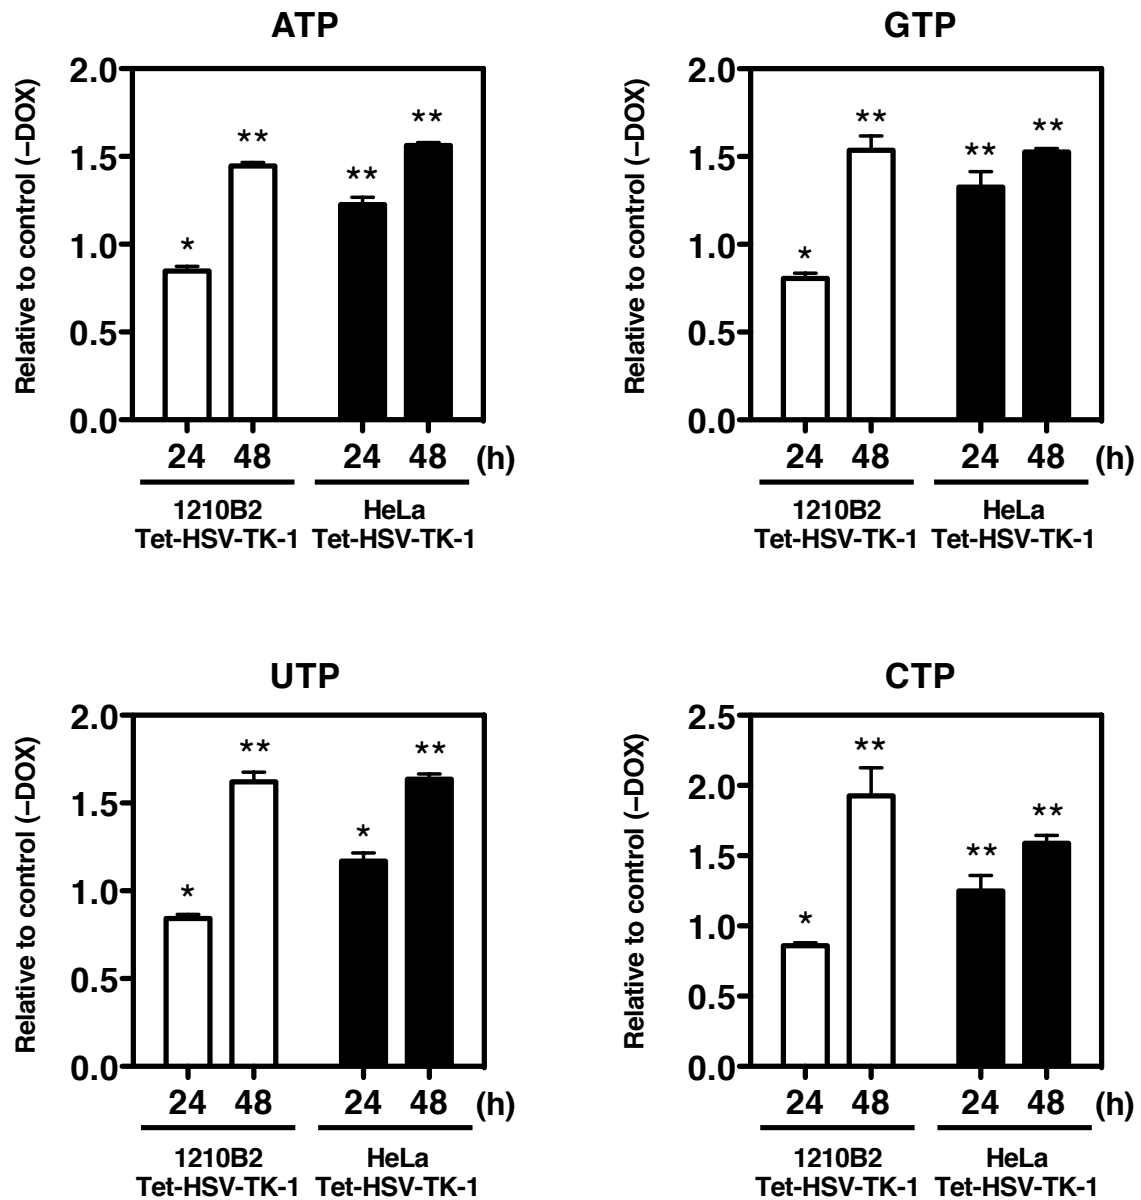 ATP
Relative to control (–DOX)
2.0
1.5
1.0
0.5
0.0
*
**
**
**
24 48 24 48 (h)
1210B2 HeLa
Tet-HSV-TK-1 Tet-HSV-TK-1
GTP
Relative to control (–DOX)
2.0
1.5
1.0
0.5
0.0
*
**
**
**
24 48 24 48 (h)
1210B2 HeLa
Tet-HSV-TK-1 Tet-HSV-TK-1
UTP
Relative to control (–DOX)
2.0
1.5
1.0
0.5
0.0
*
**
*
**
24 48 24 48 (h)
1210B2 HeLa
Tet-HSV-TK-1 Tet-HSV-TK-1
CTP
Relative to control (–DOX)
2.5
2.0
1.5
1.0
0.5
0.0
*
**
**
**
24 48 24 48 (h)
1210B2 HeLa
Tet-HSV-TK-1 Tet-HSV-TK-1